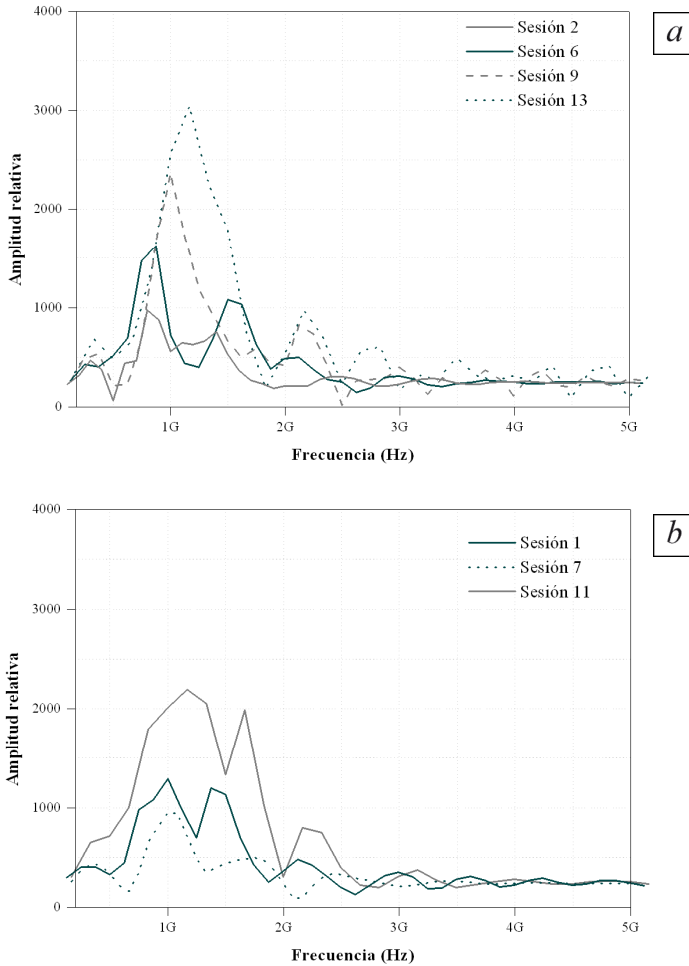 4000
3000
2000
1000
0
Amplitud relativa
Sesión 2
Sesión 6
Sesión 9
Sesión 13
a
1G 2G 3G 4G 5G
Frecuencia (Hz)
4000
3000
2000
1000
0
Amplitud relativa
Sesión 1
Sesión 7
Sesión 11
b
1G 2G 3G 4G 5G
Frecuencia (Hz)